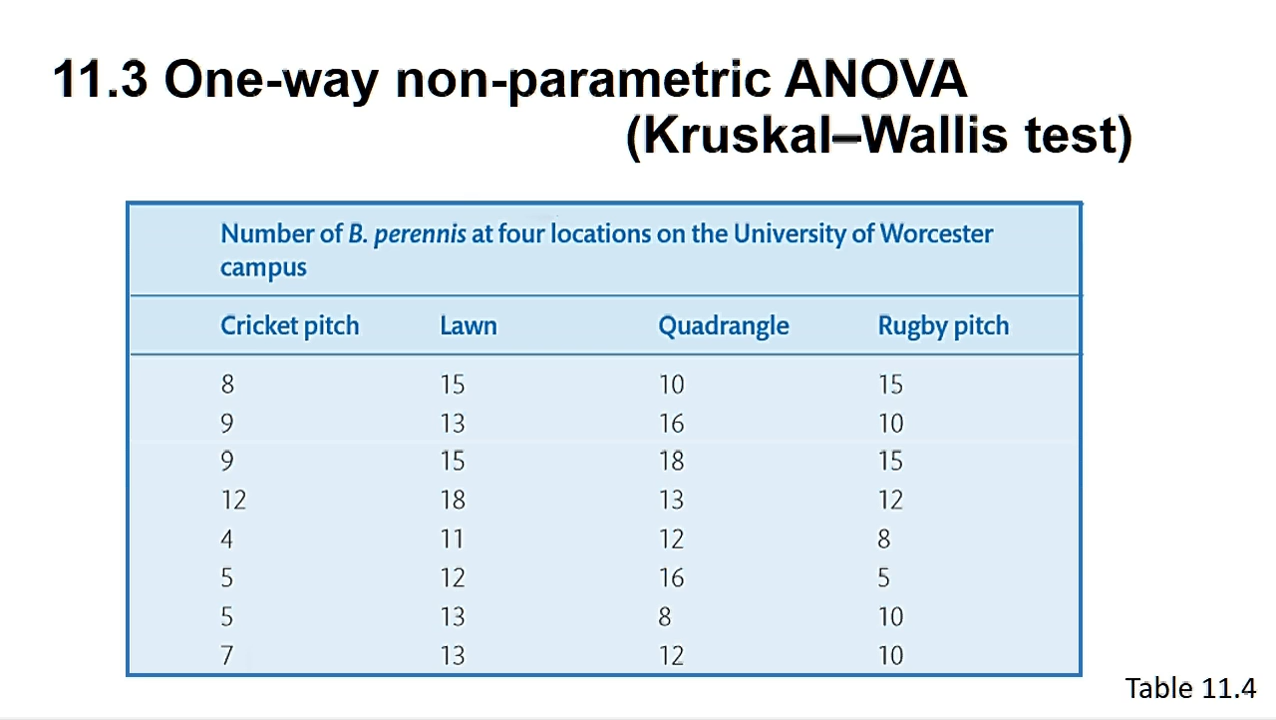 11.3 One-way non-parametric ANOVA
(Kruskal–Wallis test)
Number of B. perennis at four locations on the University of Worcester
campus
Cricket pitch Lawn Quadrangle Rugby pitch
8 15 10 15
9 13 16 10
9 15 18 15
12 18 13 12
4 11 12 8
5 12 16 5
5 13 8 10
7 13 12 10
Table 11.4